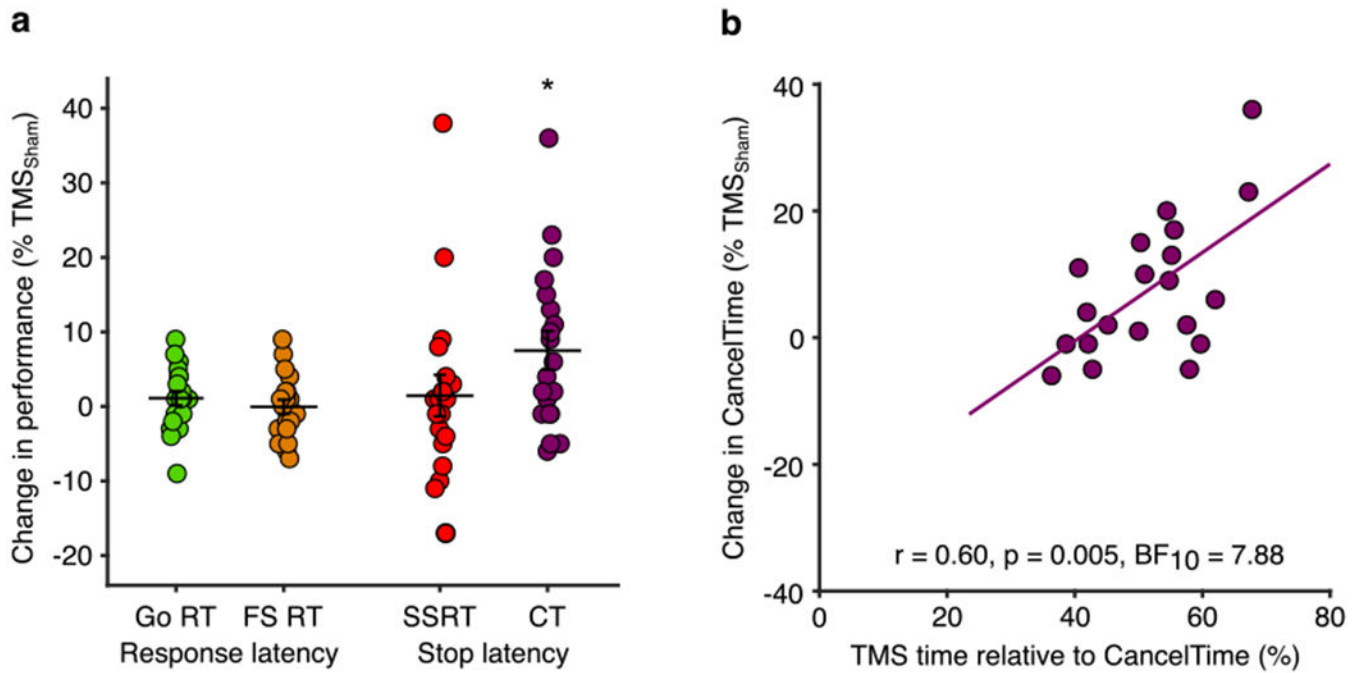 a
Change in performance (% TMSSham)
40
30
20
10
0
-10
-20
*
Go RT FS RT SSRT CT
Response latency Stop latency
b
Change in CancelTime (% TMSSham)
40
20
0
-20
-40
r = 0.60, p = 0.005, BF10 = 7.88
0 20 40 60 80
TMS time relative to CancelTime (%)